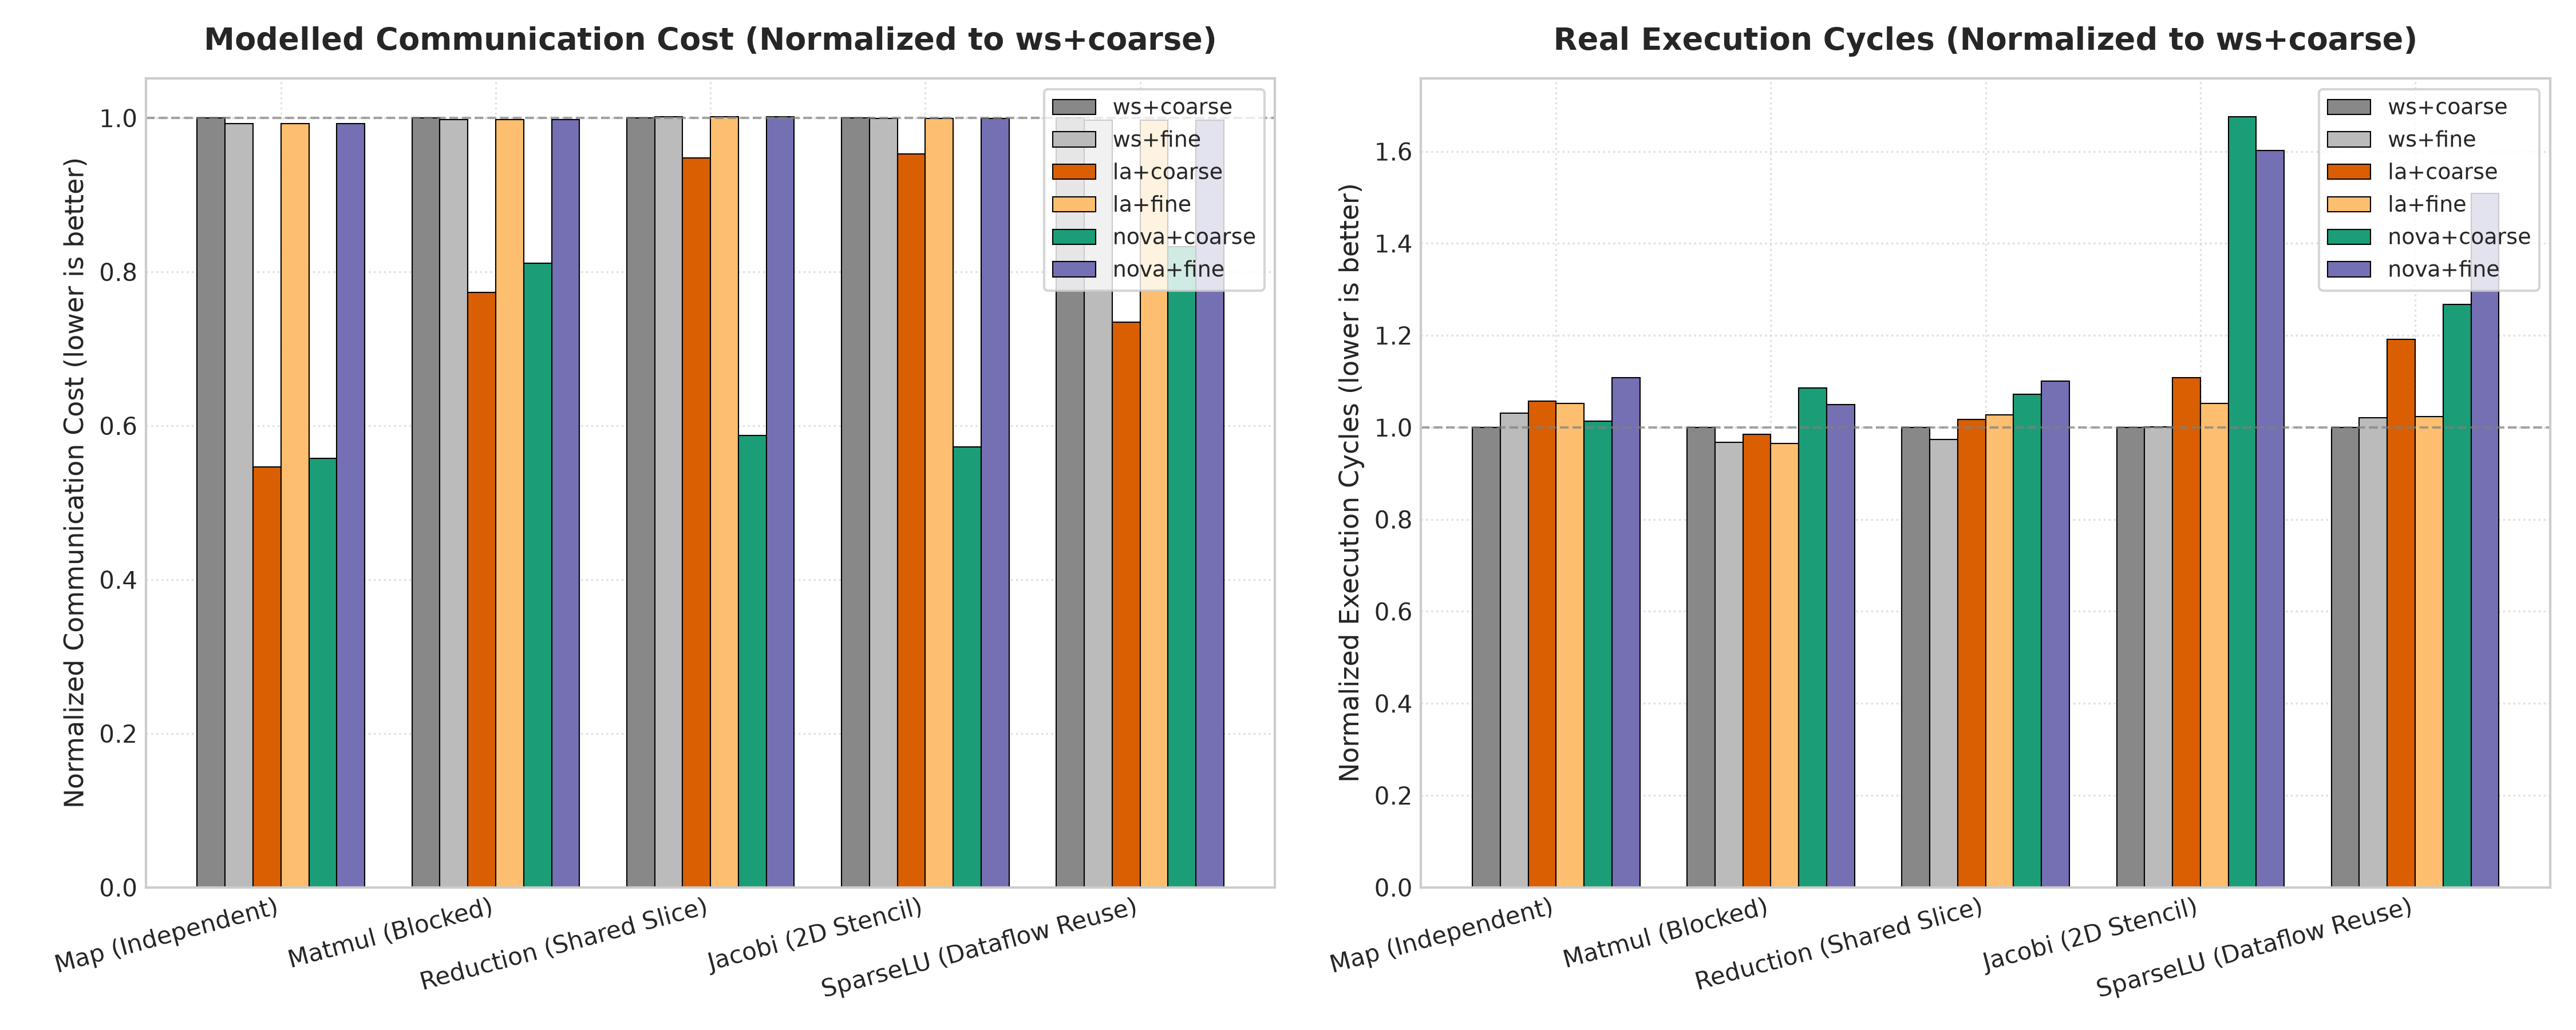 Modelled Communication Cost (Normalized to ws+coarse)
Normalized Communication Cost (lower is better)
1.0
0.8
0.6
0.4
0.2
0.0
ws+coarse
ws+fine
la+coarse
la+fine
nova+coarse
nova+fine
Map (Independent)
Matmul (Blocked)
Reduction (Shared Slice)
Jacobi (2D Stencil)
SparseLU (Dataflow Reuse)
Real Execution Cycles (Normalized to ws+coarse)
Normalized Execution Cycles (lower is better)
1.6
1.4
1.2
1.0
0.8
0.6
0.4
0.2
0.0
ws+coarse
ws+fine
la+coarse
la+fine
nova+coarse
nova+fine
Map (Independent)
Matmul (Blocked)
Reduction (Shared Slice)
Jacobi (2D Stencil)
SparseLU (Dataflow Reuse)